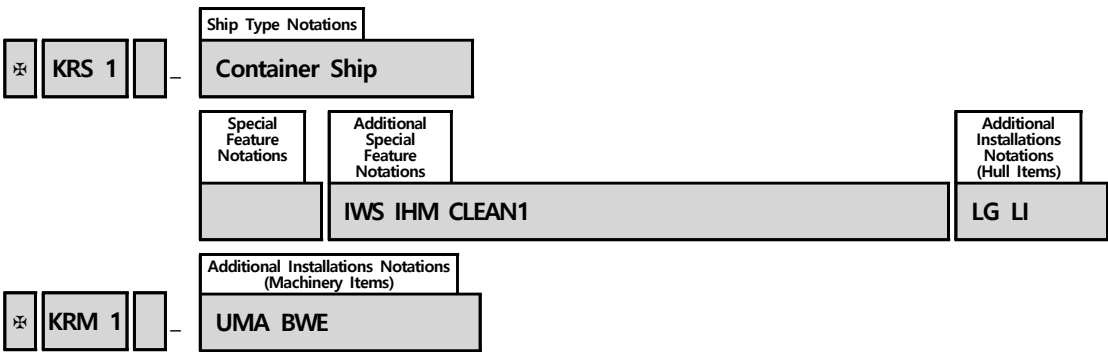 Ship Type Notations
✠ KRS 1 _ Container Ship
Special
Feature
Notations
Additional
Special
Feature
Notations
Additional
Installations
Notations
(Hull Items)
IWS IHM CLEAN1
LG LI
Additional Installations Notations
(Machinery Items)
✠ KRM 1 _ UMA BWE